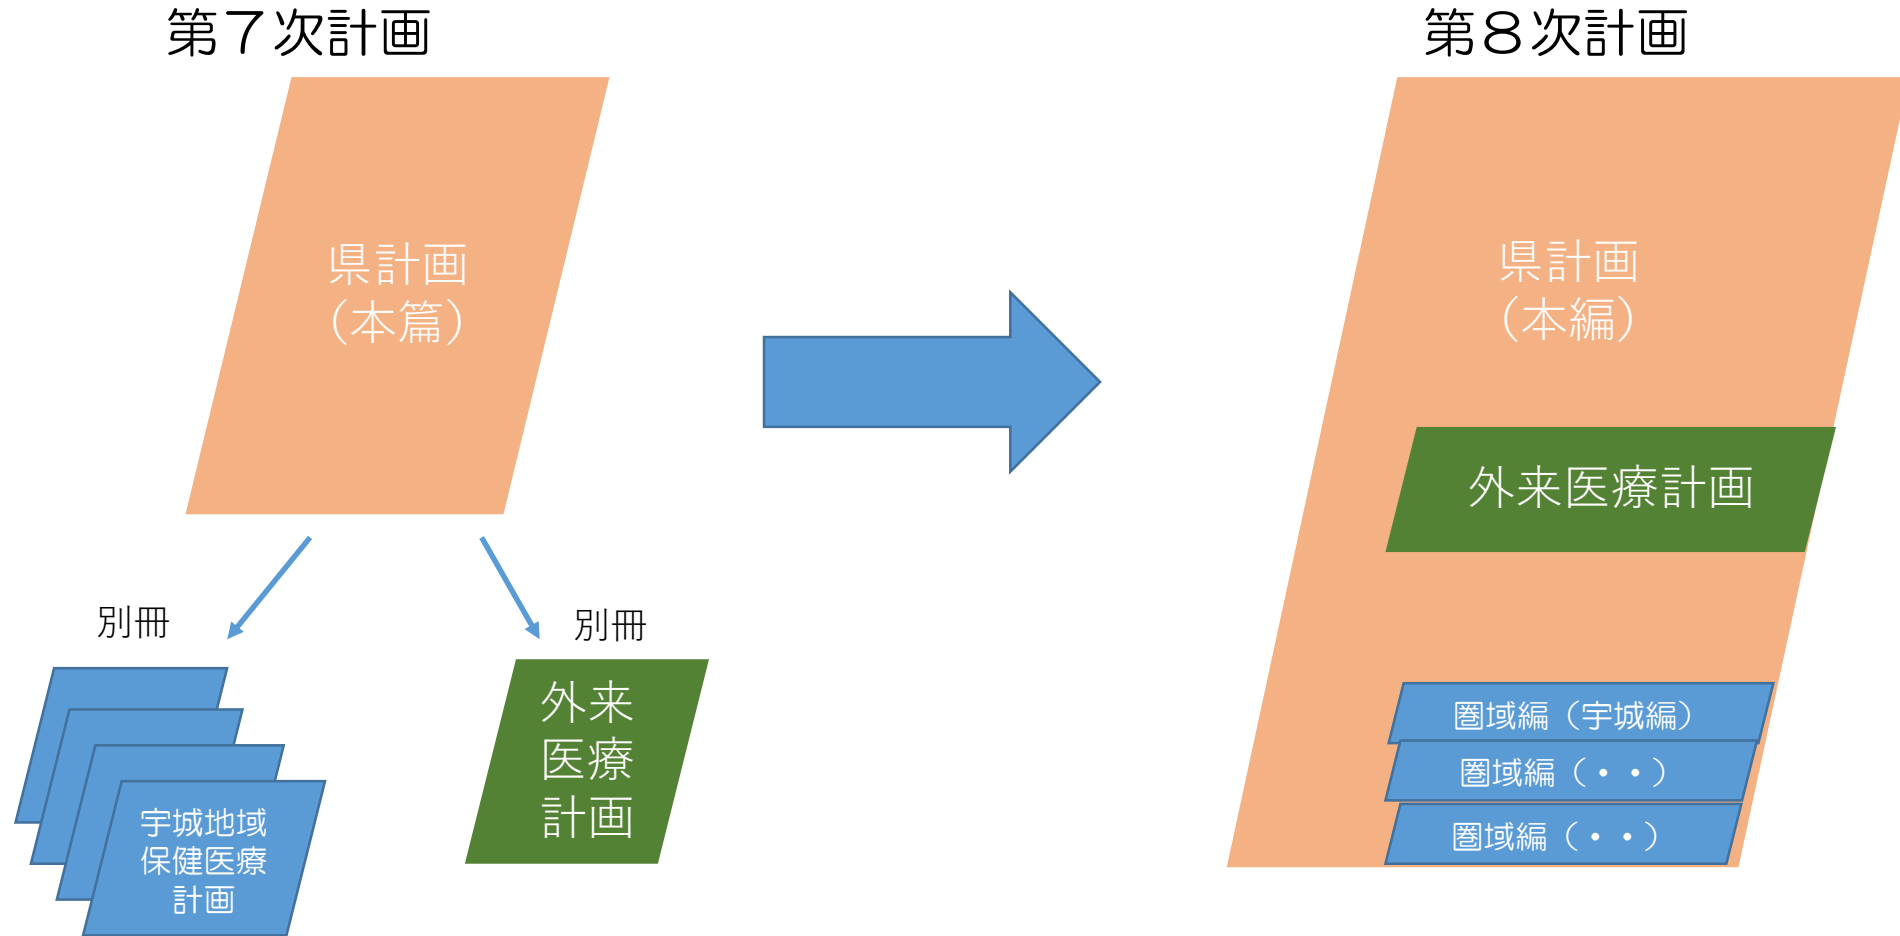 第７次計画
県計画
（本篇）
別冊
別冊
宇城地域
保健医療
計画
外来
医療
計画
第８次計画
県計画
（本編）
外来医療計画
圏域編（宇城編）
圏域編（・・）
圏域編（・・）